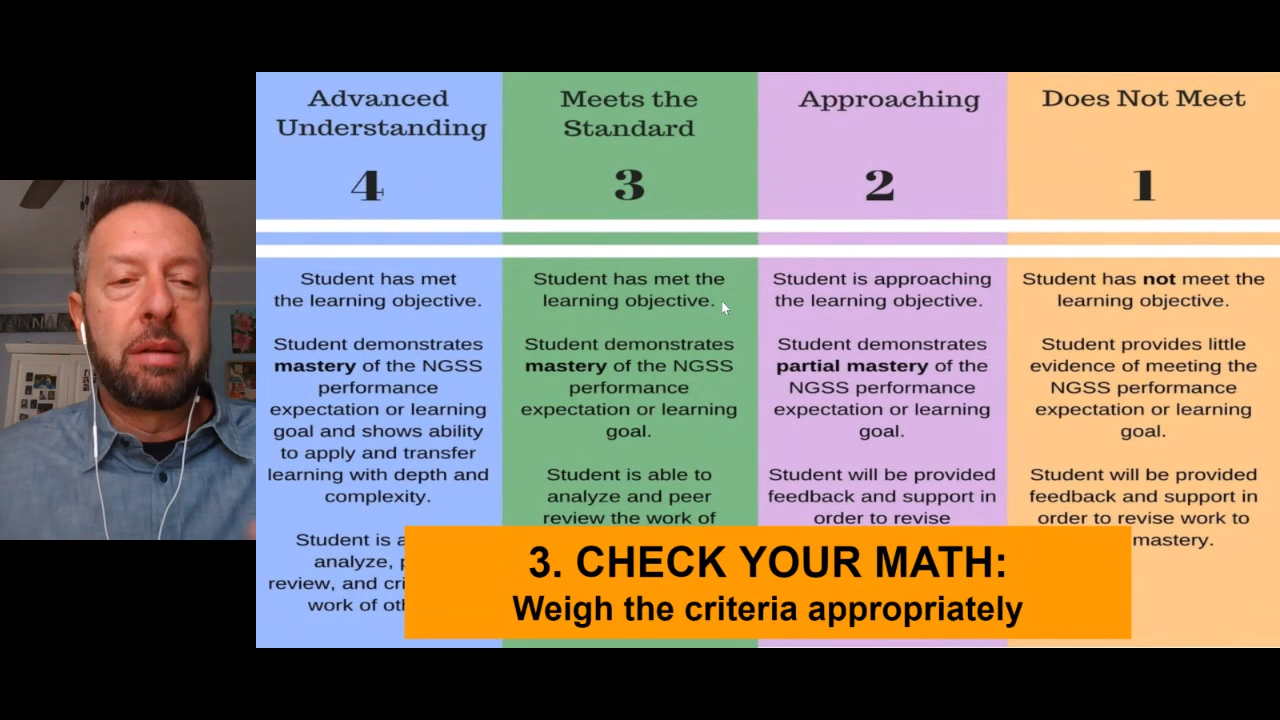 Advanced
Understanding
4
Meets the
Standard
3
Approaching
2
Does Not Meet
1
Student has met
the learning objective.
Student demonstrates
mastery of the NGSS
performance
expectation or learning
goal and shows ability
to apply and transfer
learning with depth and
complexity.
Student is a
analyze, p
review, and cri
work of
Student has met the
learning objective.
Student demonstrates
mastery of the NGSS
performance
expectation or learning
goal.
Student is able to
analyze and peer
review the work of
Student is approaching
the learning objective.
Student demonstrates
partial mastery of the
NGSS performance
expectation or learning
goal.
Student will be provided
feedback and support in
order to revise
Student has not meet the
learning objective.
Student provides little
evidence of meeting the
NGSS performance
expectation or learning
goal.
Student will be provided
feedback and support in
order to revise work to
mastery.
3. CHECK YOUR MATH:
Weigh the criteria appropriately